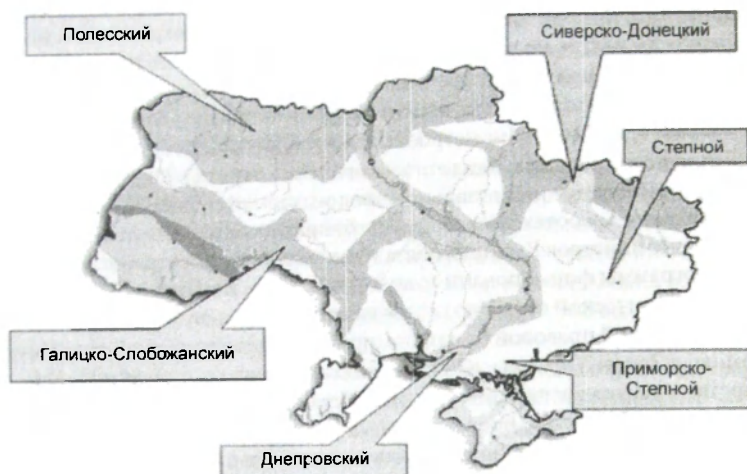 Полесский
Сиверско-Донецкий
Степной
Галицко-Слобожанский
Приморско-
Степной
Днепровский